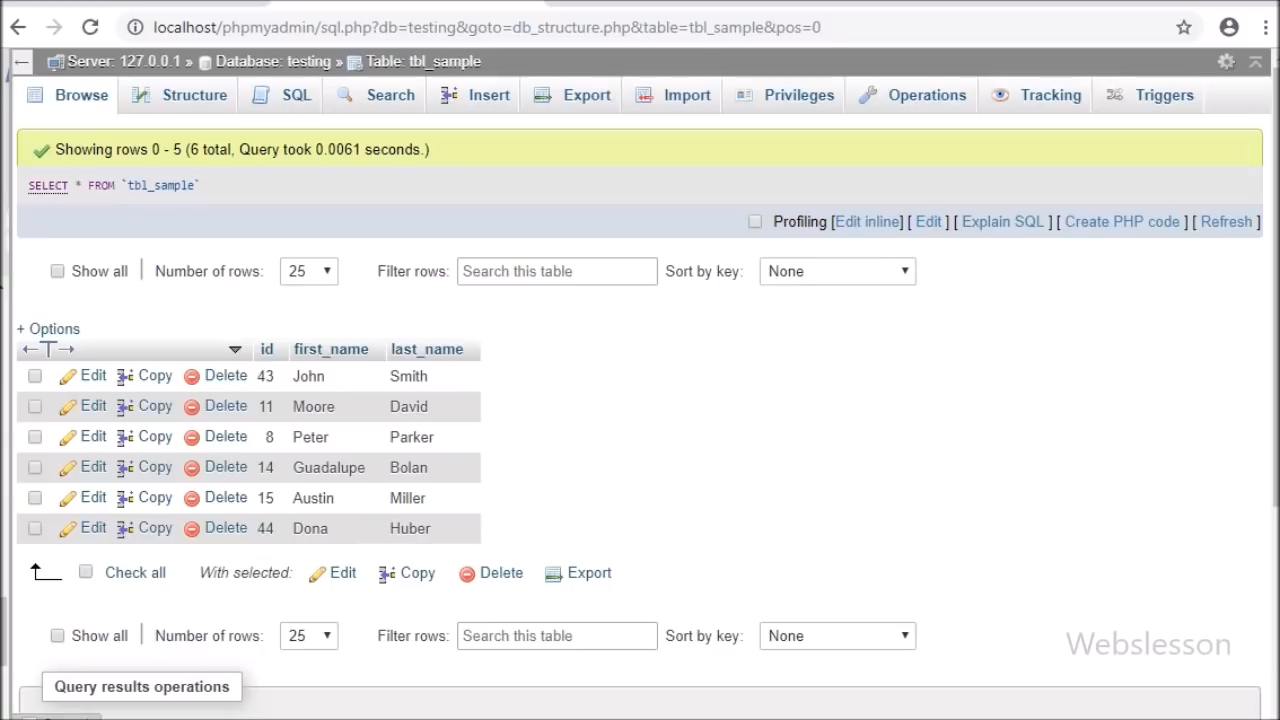 localhost/phpmyadmin/sql.php?db=testing&goto=db_structure.php&table=tbl_sample&pos=0
Server: 127.0.0.1 » Database: testing » Table: tbl_sample
Browse Structure SQL Search Insert Export Import Privileges Operations Tracking Triggers
Showing rows 0 - 5 (6 total, Query took 0.0061 seconds.)
SELECT * FROM `tbl_sample`
Profiling [Edit inline] [ Edit ] [ Explain SQL ] [ Create PHP code ] [ Refresh ]
Show all Number of rows: 25 Filter rows: Search this table Sort by key: None
+ Options
id first_name last_name
Edit Copy Delete 43 John Smith
Edit Copy Delete 11 Moore David
Edit Copy Delete 8 Peter Parker
Edit Copy Delete 14 Guadalupe Bolan
Edit Copy Delete 15 Austin Miller
Edit Copy Delete 44 Dona Huber
Check all With selected: Edit Copy Delete Export
Show all Number of rows: 25 Filter rows: Search this table Sort by key: None
Webslesson
Query results operations